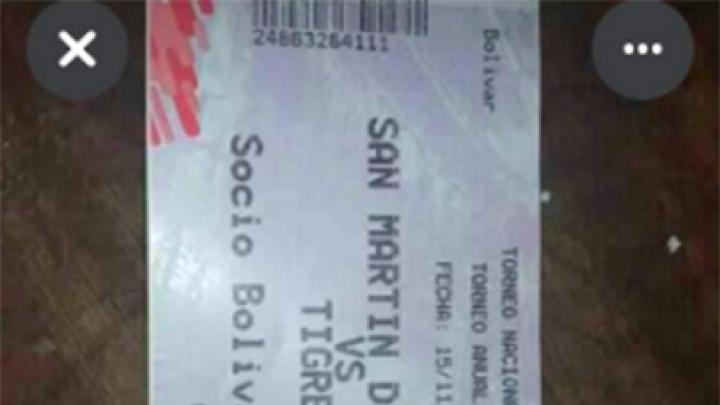 24863264111
Bolivar
TORNEO NACION
TORNEO ANUAL
FECHA: 15/11
SAN MARTIN D
VS
TIGRE
Socio Boliv